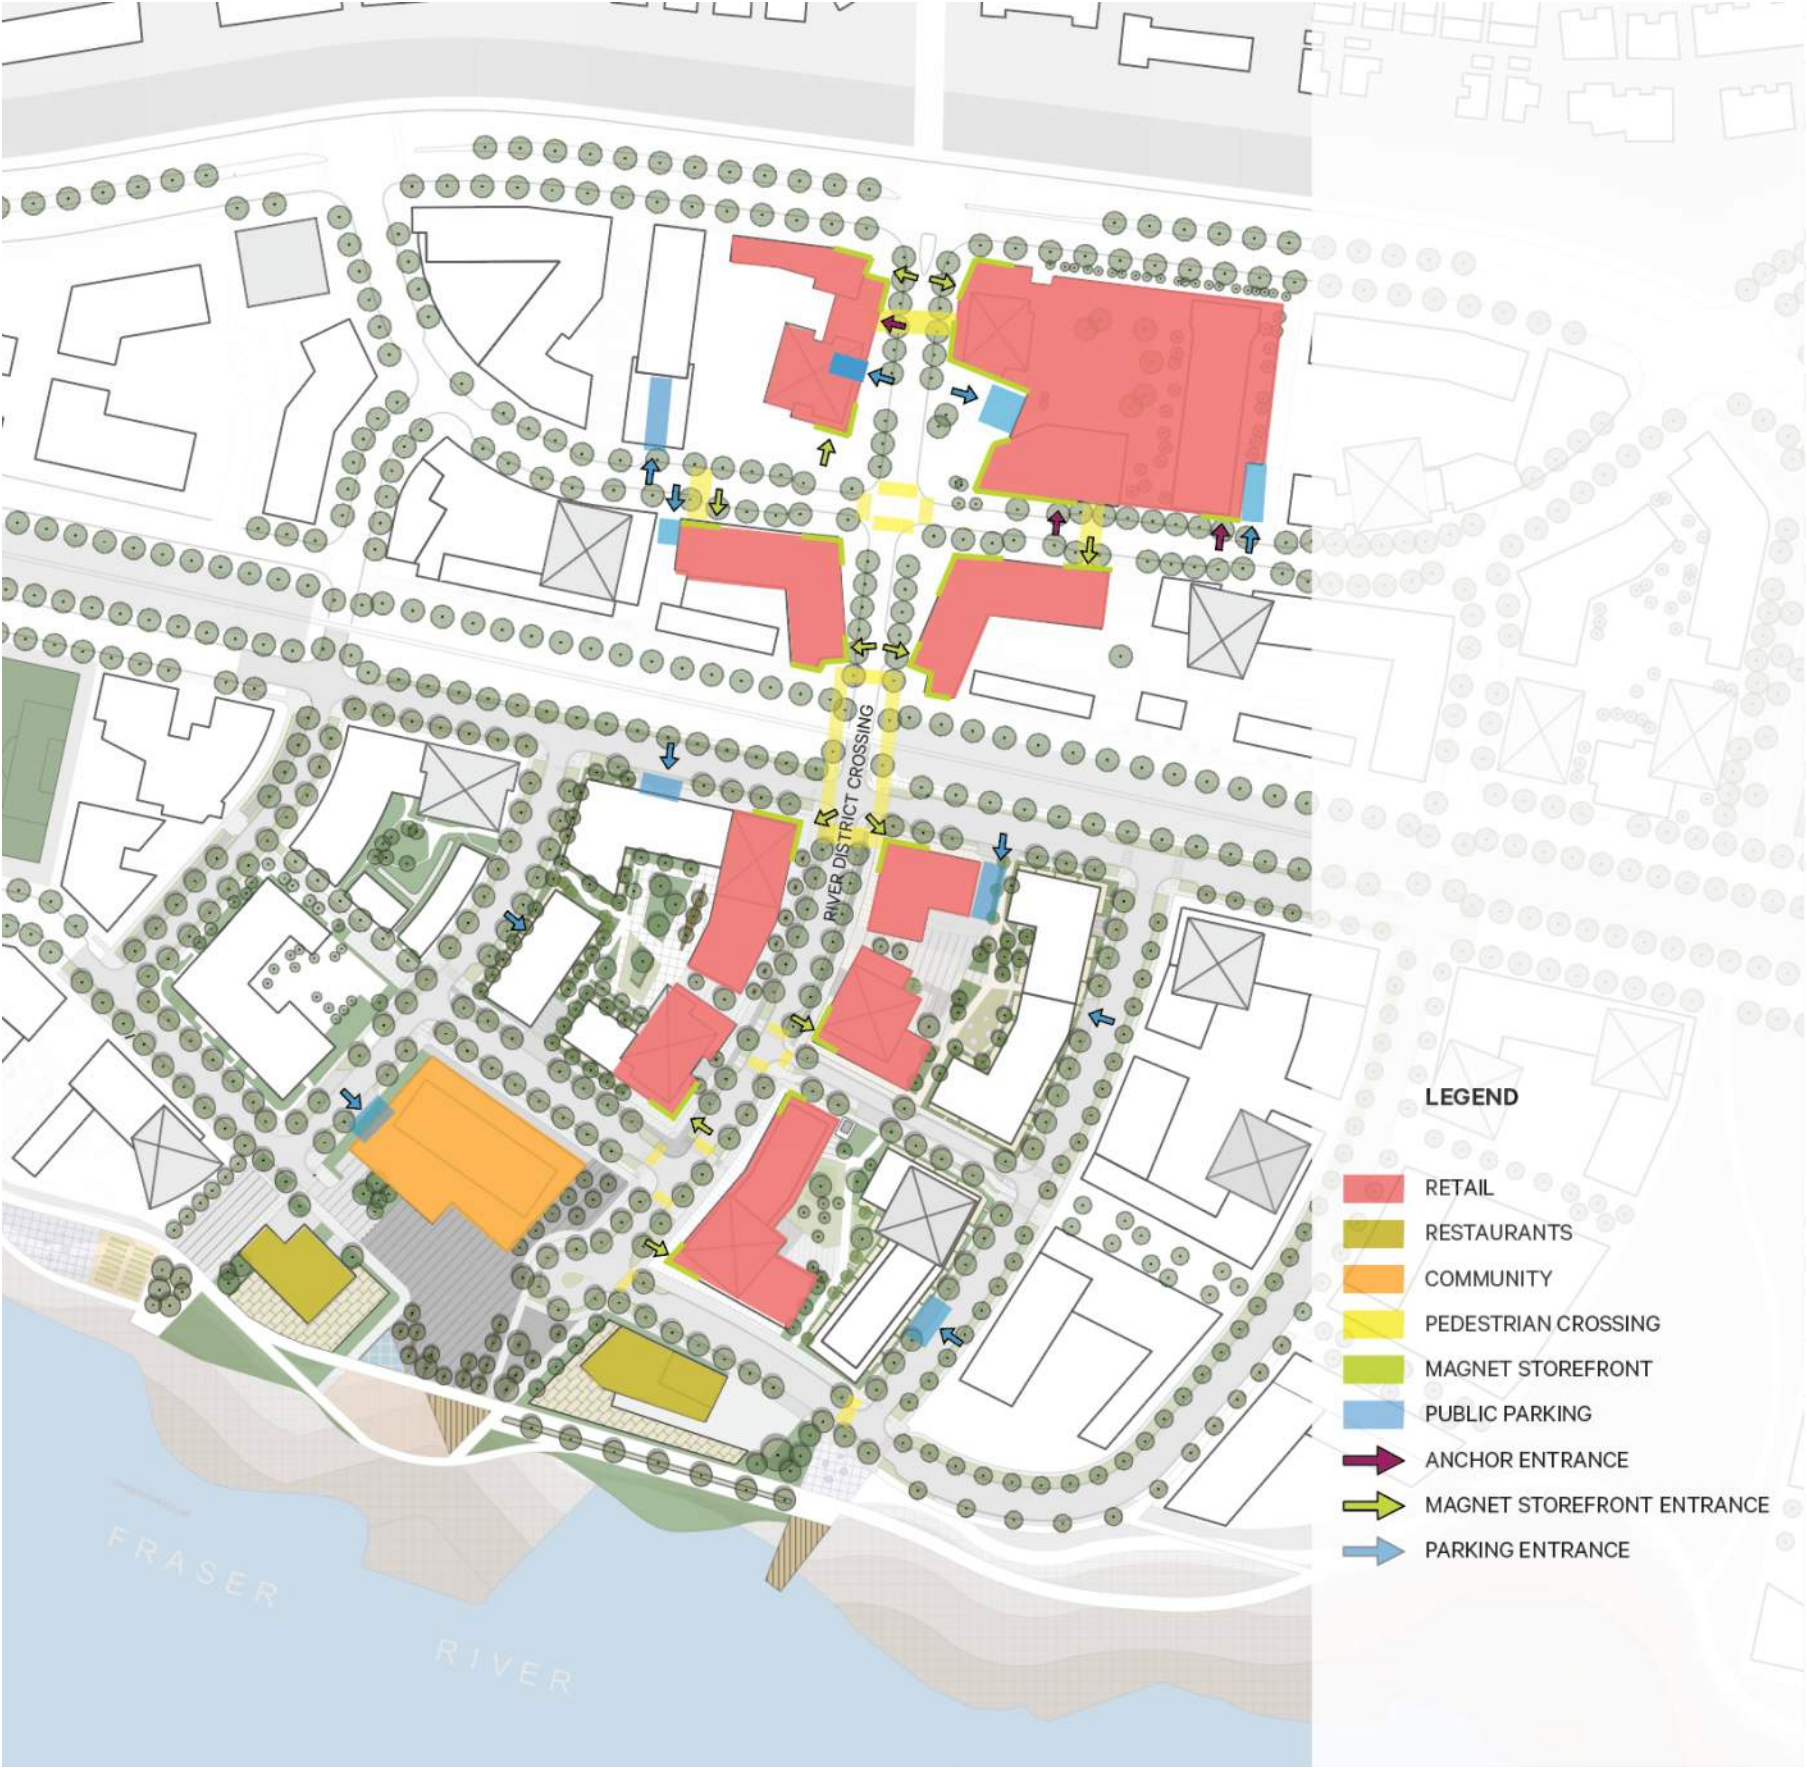 RIVER DISTRICT CROSSING
LEGEND
RETAIL
RESTAURANTS
COMMUNITY
PEDESTRIAN CROSSING
MAGNET STOREFRONT
PUBLIC PARKING
ANCHOR ENTRANCE
MAGNET STOREFRONT ENTRANCE
PARKING ENTRANCE
FRASER
RIVER